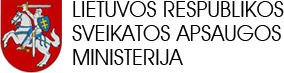 LIETUVOS RESPUBLIKOS
SVEIKATOS APSAUGOS
MINISTERIJA